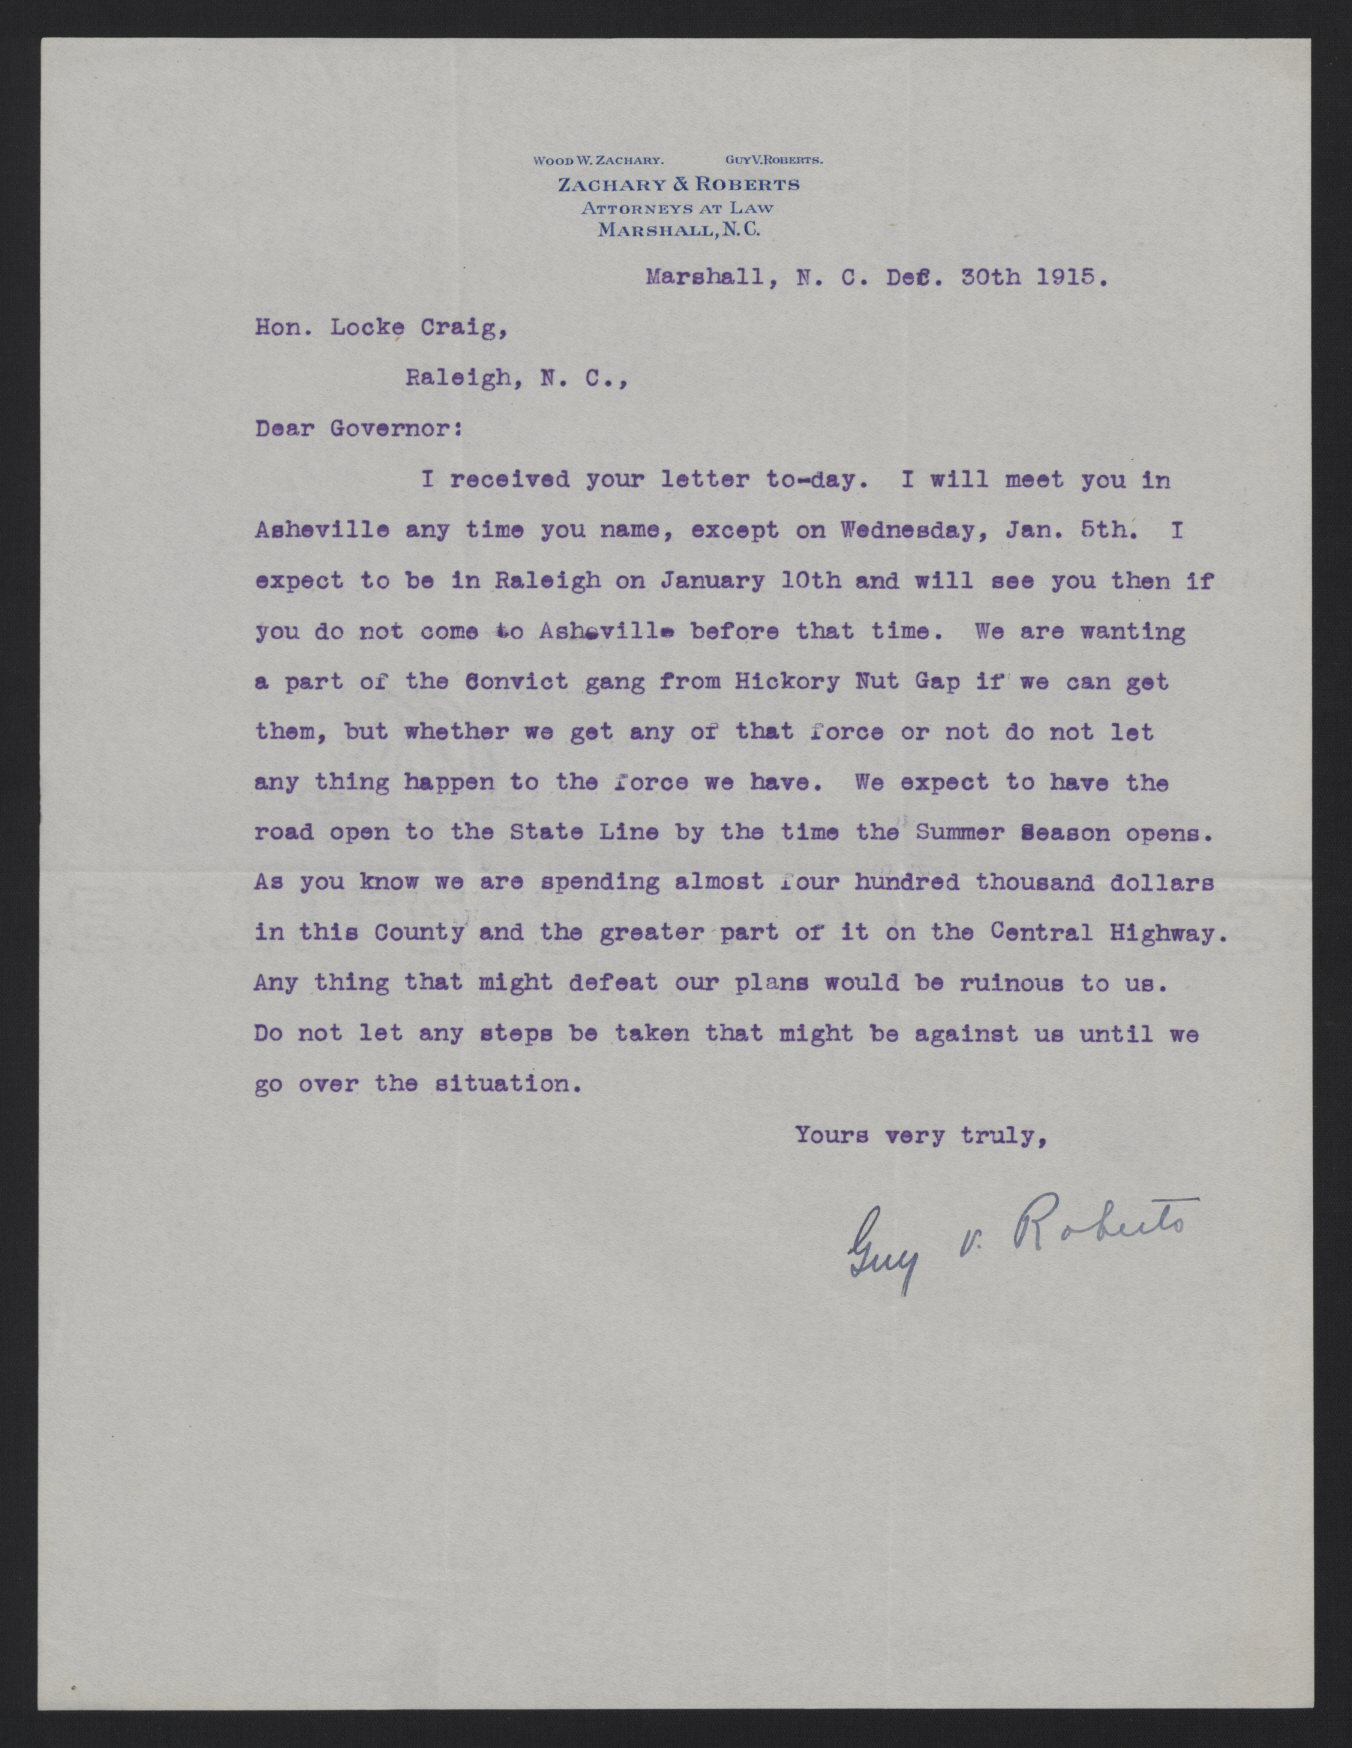 WOOD W. ZACHARY. GUY V. ROBERTS.
ZACHARY & ROBERTS
ATTORNEYS AT LAW
MARSHALL, N. C.
Marshall, N. C. Dec. 30th 1915.
Hon. Locke Craig,
Raleigh, N. C.,
Dear Governor:
I received your letter to-day. I will meet you in
Asheville any time you name, except on Wednesday, Jan. 5th. I
expect to be in Raleigh on January 10th and will see you then if
you do not come to Asheville before that time. We are wanting
a part of the Convict gang from Hickory Nut Gap if we can get
them, but whether we get any of that force or not do not let
any thing happen to the force we have. We expect to have the
road open to the State Line by the time the Summer Season opens.
As you know we are spending almost four hundred thousand dollars
in this County and the greater part of it on the Central Highway.
Any thing that might defeat our plans would be ruinous to us.
Do not let any steps be taken that might be against us until we
go over the situation.
Yours very truly,
Guy V. Roberts